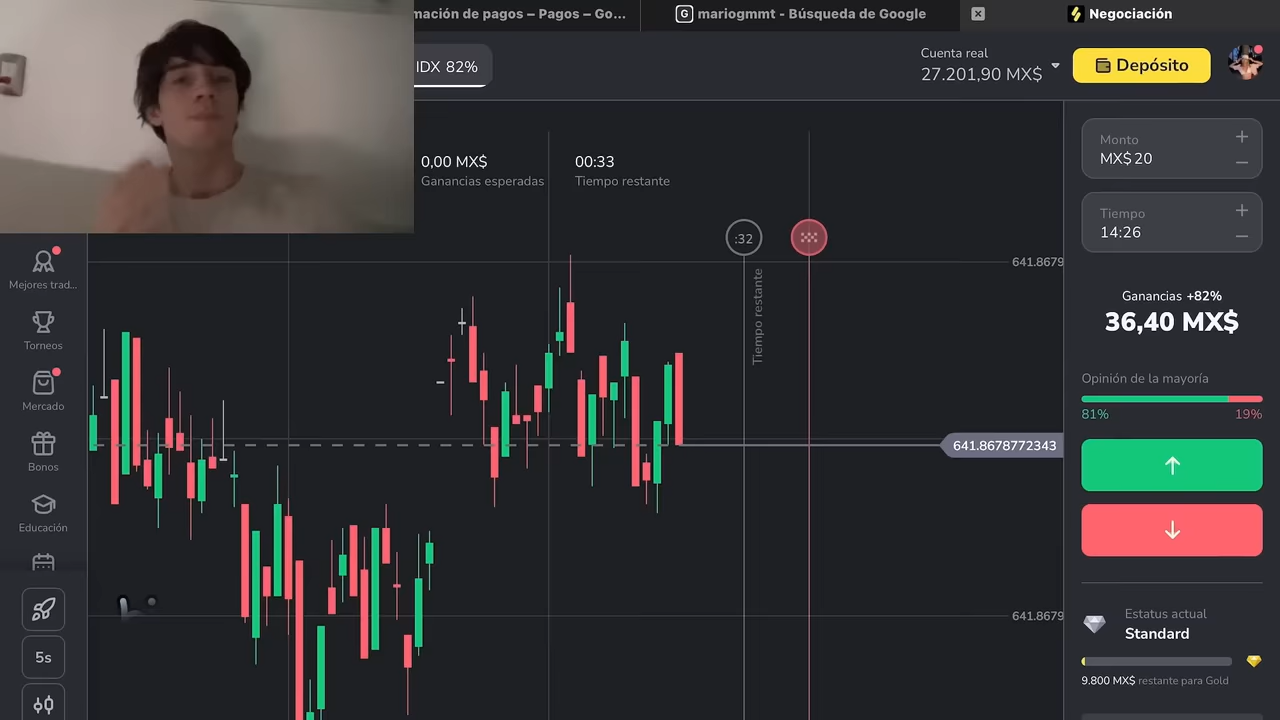 mación de pagos – Pagos – Go...
G mariogmmt - Búsqueda de Google
Negociación
IDX 82%
Cuenta real
27.201,90 MX$
Depósito
0,00 MX$
Ganancias esperadas
00:33
Tiempo restante
:32
Tiempo restante
641.8679
641.8678772343
641.8679
Mejores trad...
Torneos
Mercado
Bonos
Educación
5s
Monto
MX$ 20
Tiempo
14:26
Ganancias +82%
36,40 MX$
Opinión de la mayoría
81%
19%
Estatus actual
Standard
9.800 MX$ restante para Gold